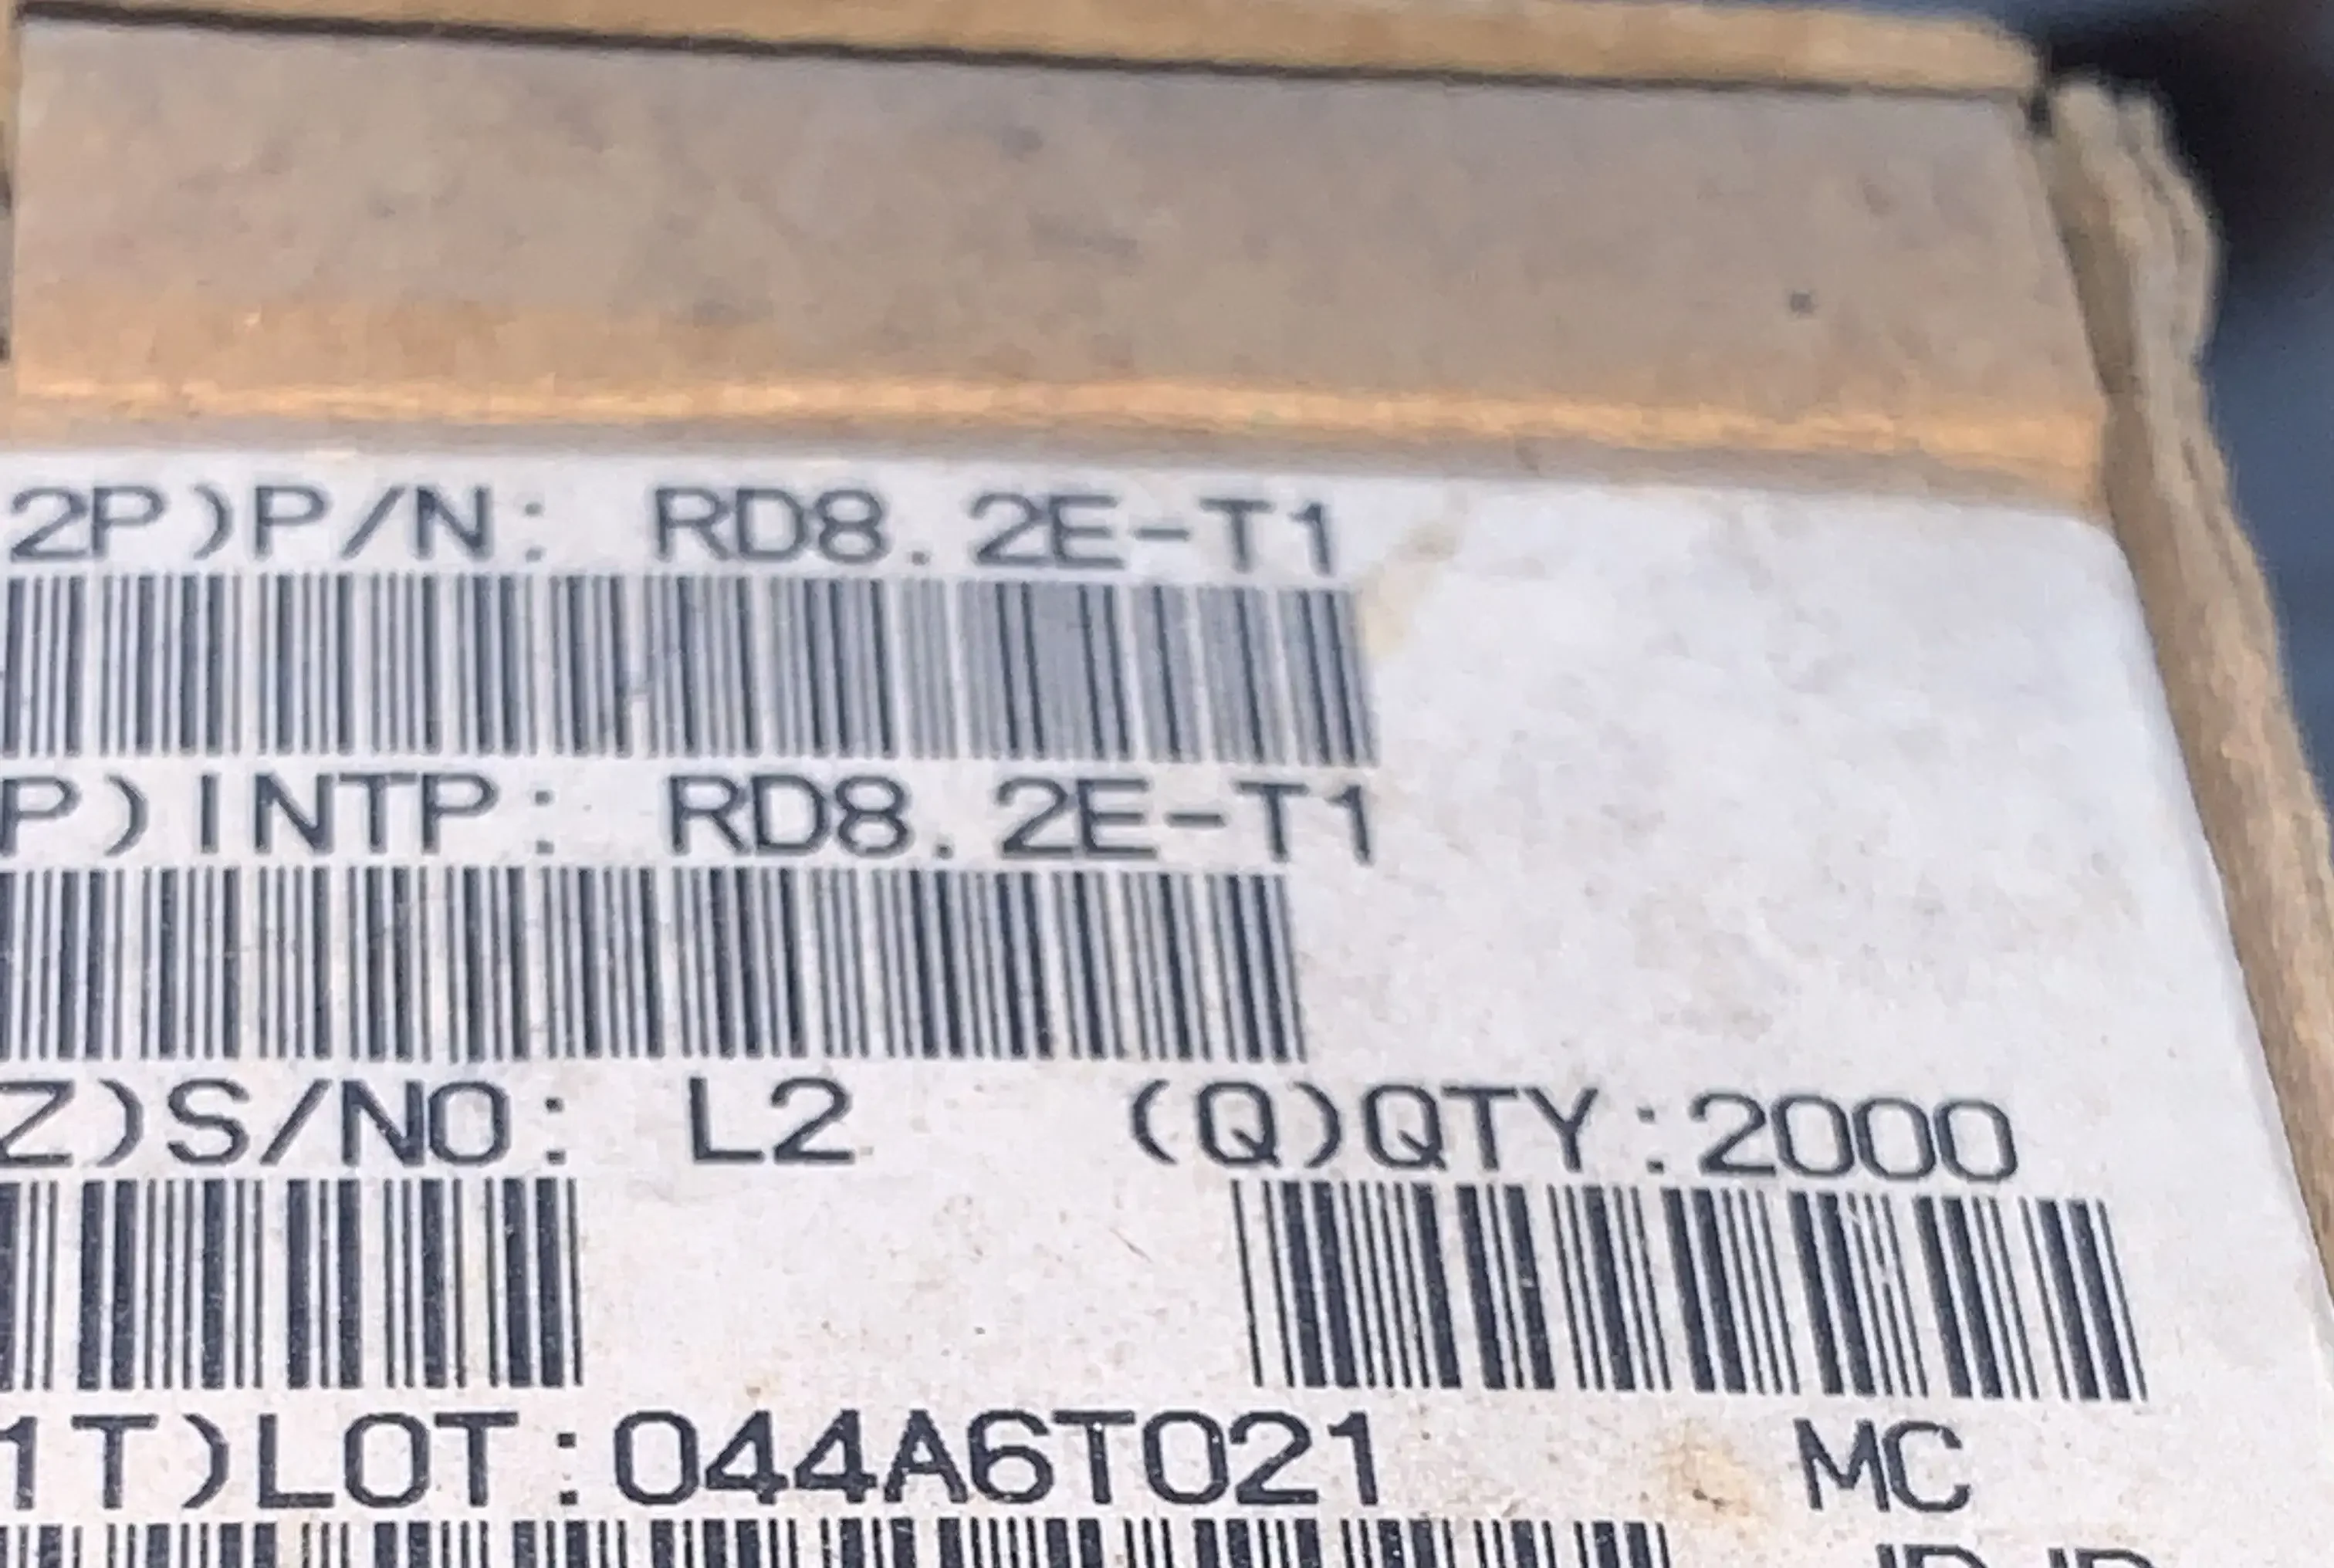 2P)P/N: RD8.2E-T1
P)INTP: RD8.2E-T1
Z)S/NO: L2 (Q)QTY:2000
1T)LOT:044A6T021 MC